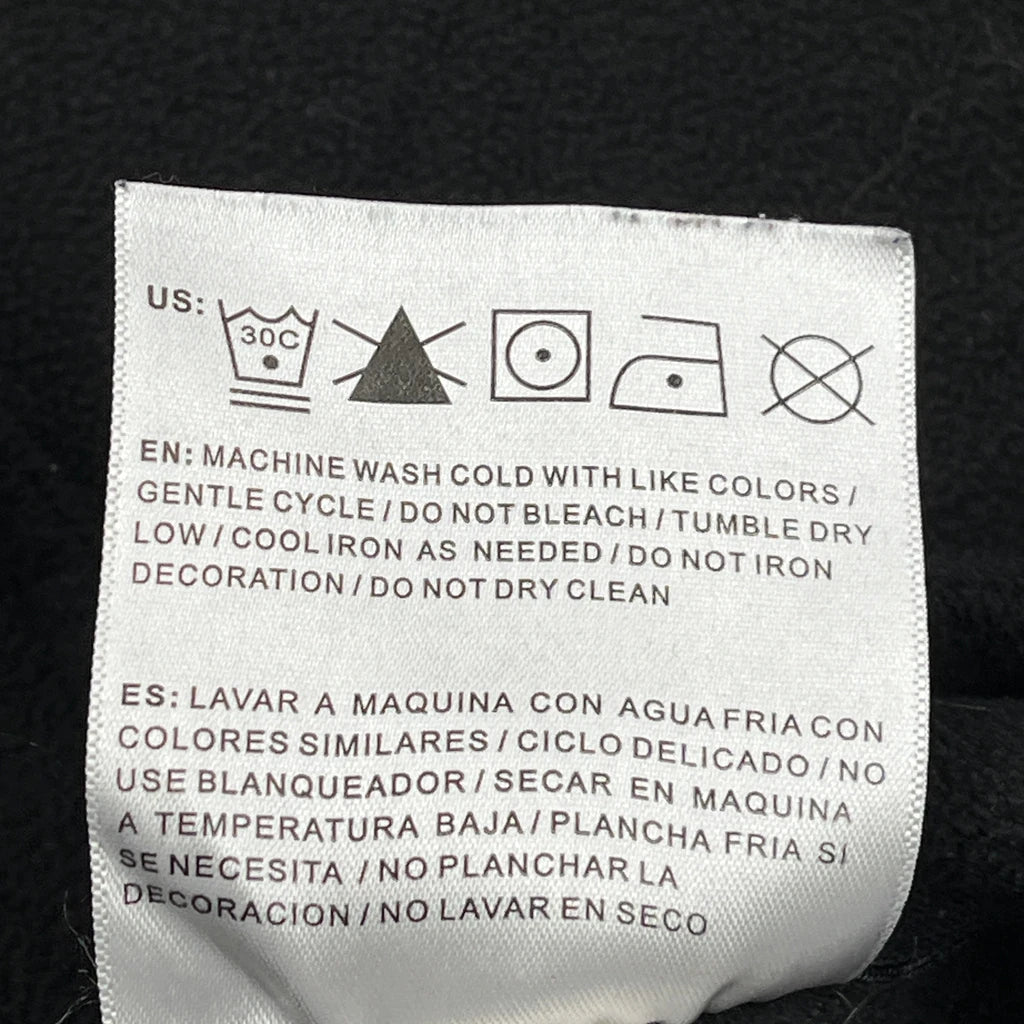 US:
30C
EN: MACHINE WASH COLD WITH LIKE COLORS /
GENTLE CYCLE / DO NOT BLEACH / TUMBLE DRY
LOW / COOL IRON AS NEEDED / DO NOT IRON
DECORATION / DO NOT DRY CLEAN
ES: LAVAR A MAQUINA CON AGUA FRIA CON
COLORES SIMILARES / CICLO DELICADO / NO
USE BLANQUEADOR / SECAR EN MAQUINA
A TEMPERATURA BAJA / PLANCHA FRIA SI
SE NECESITA / NO PLANCHAR LA
DECORACION / NO LAVAR EN SECO